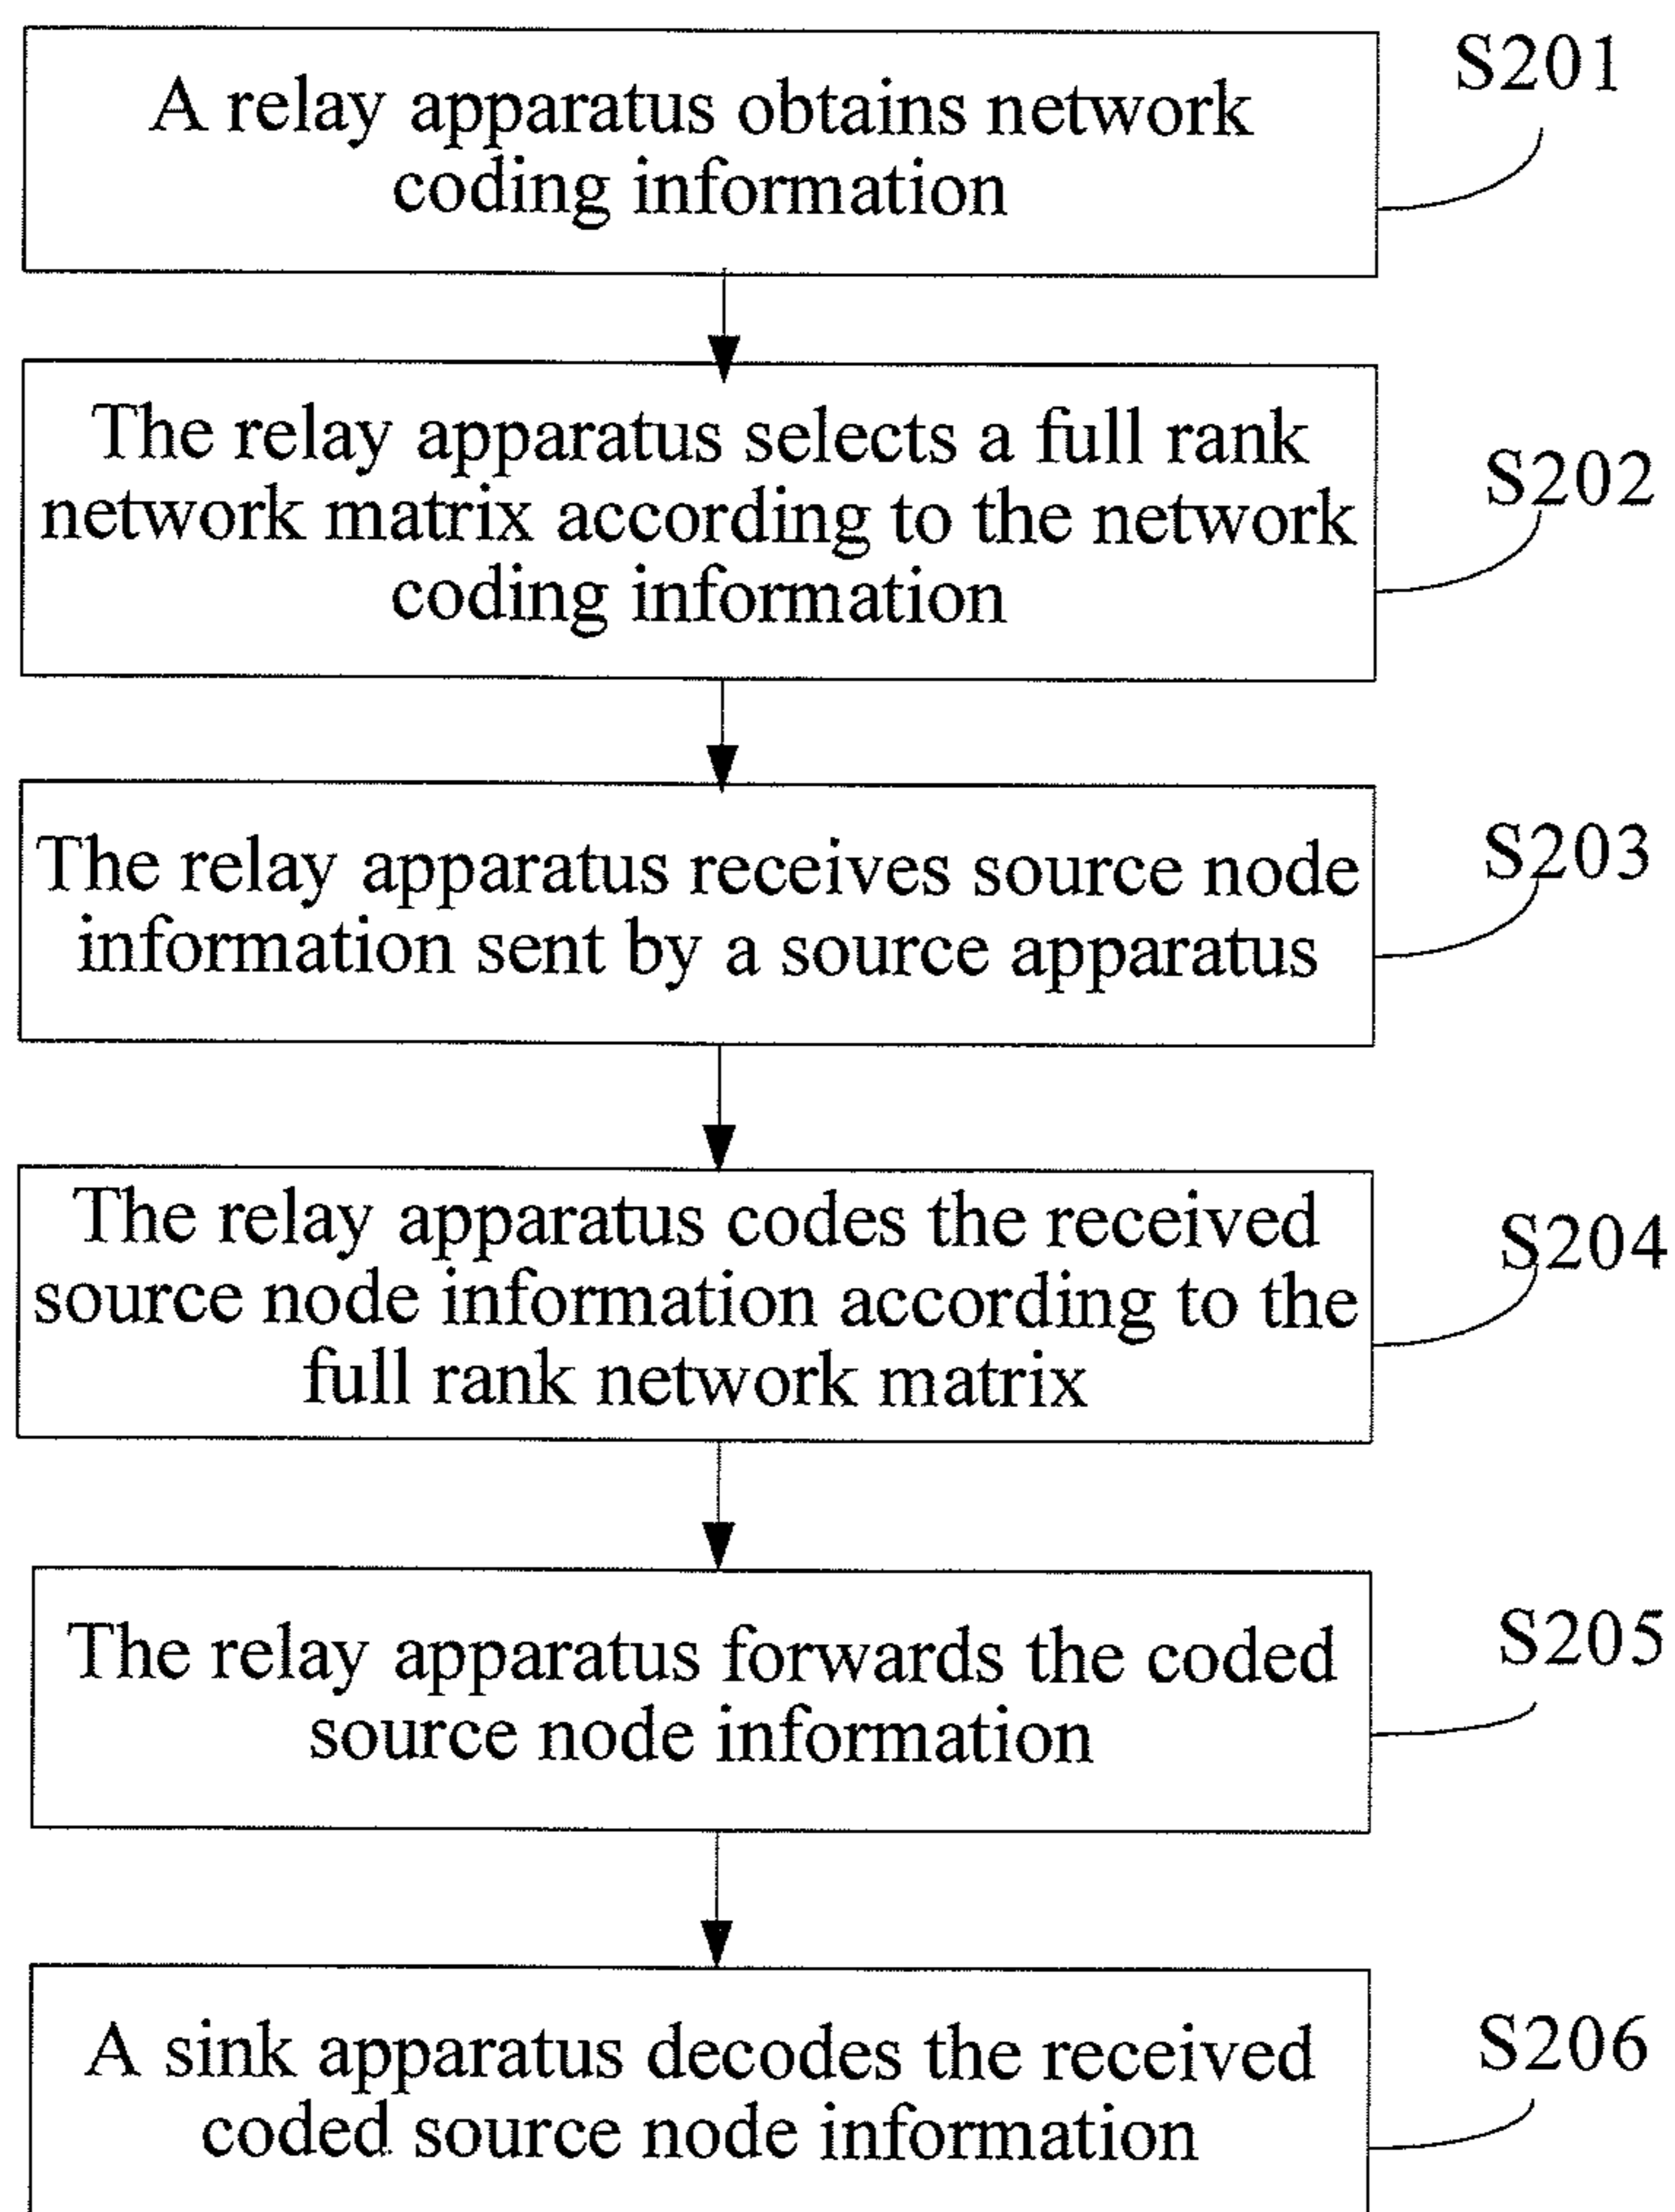 A relay apparatus obtains network
coding information
S201
The relay apparatus selects a full rank
network matrix according to the network
coding information
S202
The relay apparatus receives source node
information sent by a source apparatus
S203
The relay apparatus codes the received
source node information according to the
full rank network matrix
S204
The relay apparatus forwards the coded
source node information
S205
A sink apparatus decodes the received
coded source node information
S206